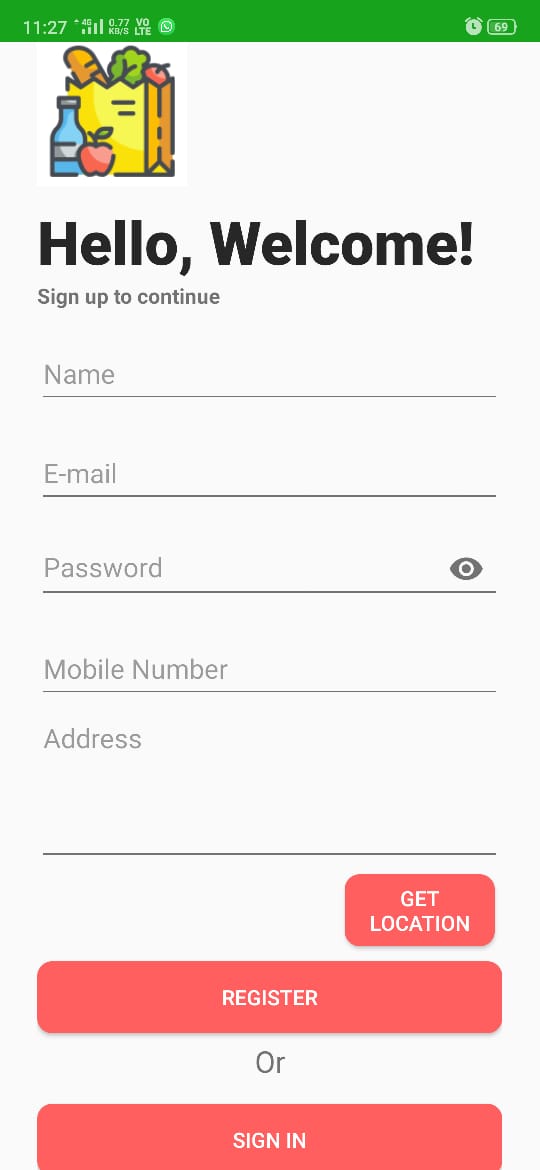 11:27 4G 0.77 KB/S VO LTE 69
Hello, Welcome!
Sign up to continue
Name
E-mail
Password
Mobile Number
Address
GET
LOCATION
REGISTER
Or
SIGN IN